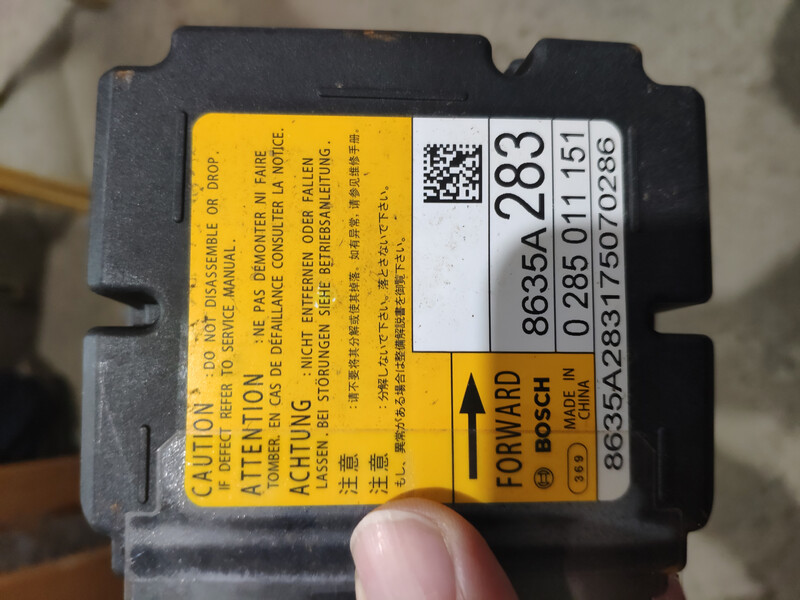 CAUTION : DO NOT DISASSEMBLE OR DROP.
IF DEFECT REFER TO SERVICE MANUAL.
ATTENTION : NE PAS DÉMONTER NI FAIRE
TOMBER. EN CAS DE DÉFAILLANCE CONSULTER LA NOTICE.
ACHTUNG : NICHT ENTFERNEN ODER FALLEN
LASSEN. BEI STÖRUNGEN SIEHE BETRIEBSANLEITUNG.
注意 : 请不要将其分解或使其掉落。如有异常, 请参见维修手册.
注意 : 分解しないで下さい。落とさないで下さい。
もし、異常がある場合は整備解説書を御覧下さい。
FORWARD
BOSCH
369
MADE IN
CHINA
8635A283
0 285 011 151
8635A283175070286